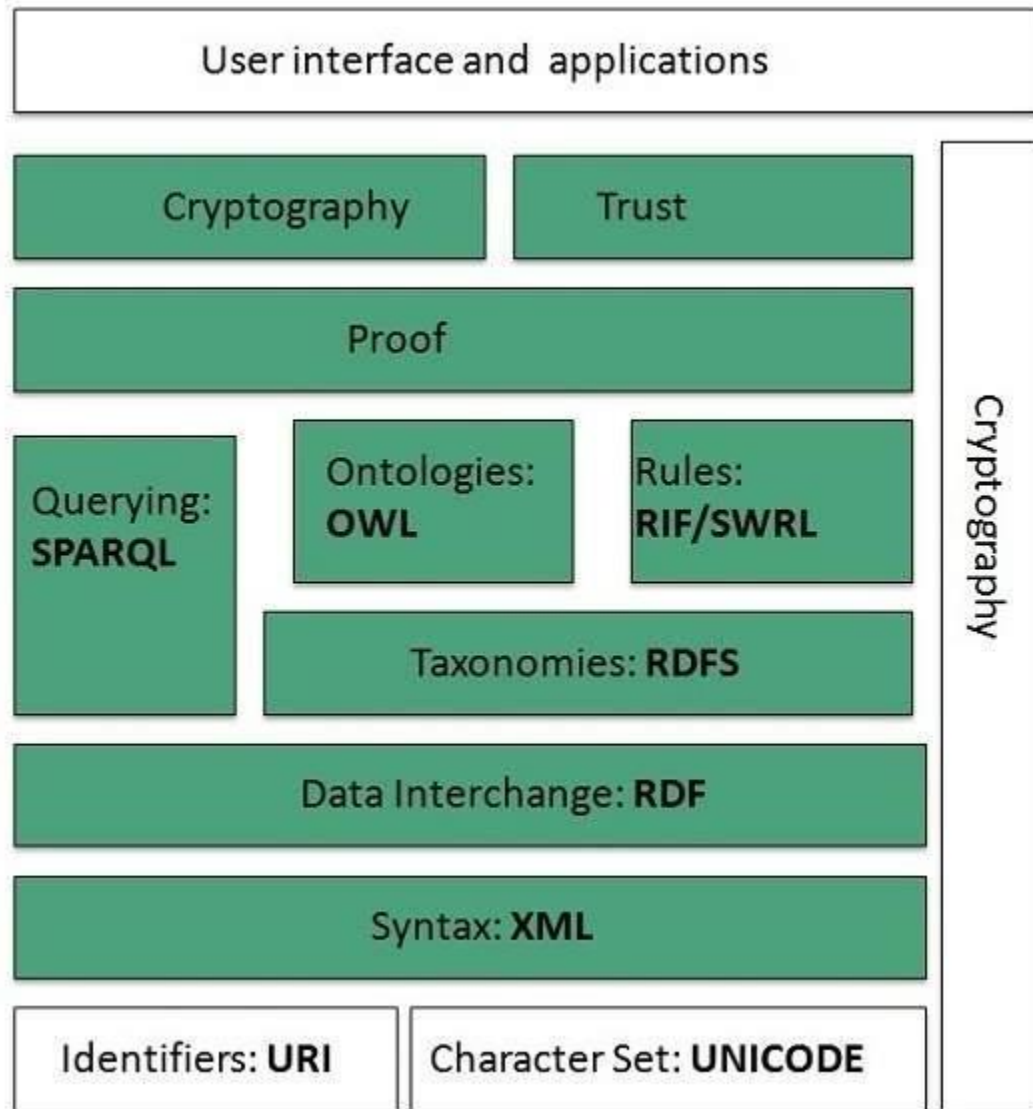 User interface and applications
Cryptography
Trust
Proof
Querying:
SPARQL
Ontologies:
OWL
Rules:
RIF/SWRL
Taxonomies: RDFS
Data Interchange: RDF
Syntax: XML
Identifiers: URI
Character Set: UNICODE
Cryptography